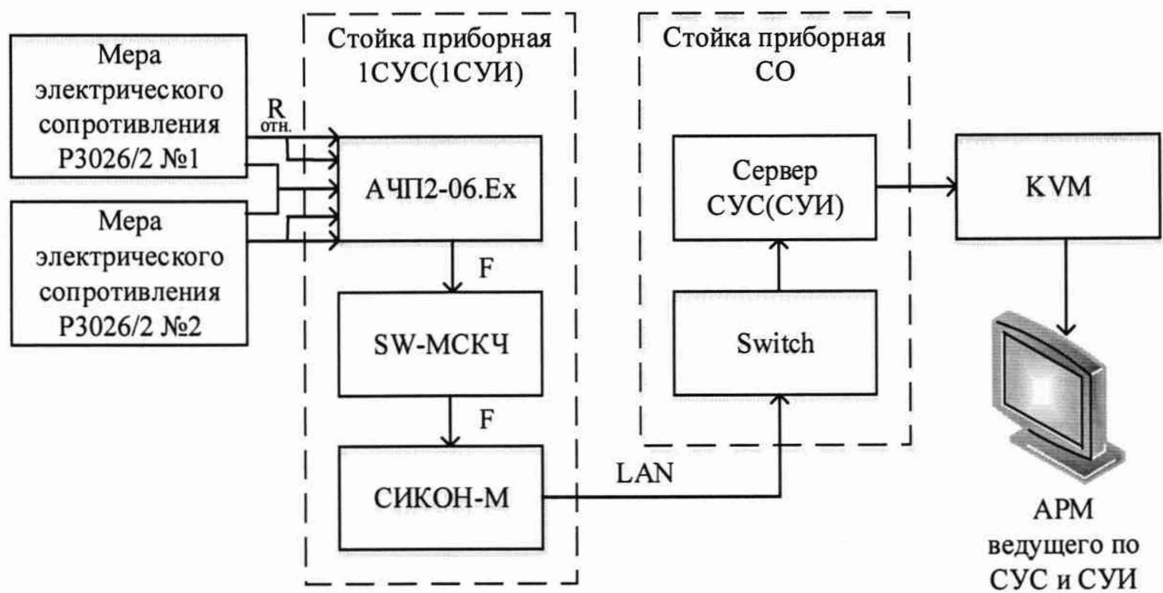 Мера
электрического
сопротивления
Р3026/2 №1
Мера
электрического
сопротивления
Р3026/2 №2
R
отн.
Стойка приборная
1СУС(1СУИ)
АЧП2-06.Ex
F
SW-МСКЧ
F
СИКОН-М
LAN
Стойка приборная
СО
Сервер
СУС(СУИ)
Switch
KVM
АРМ
ведущего по
СУС и СУИ